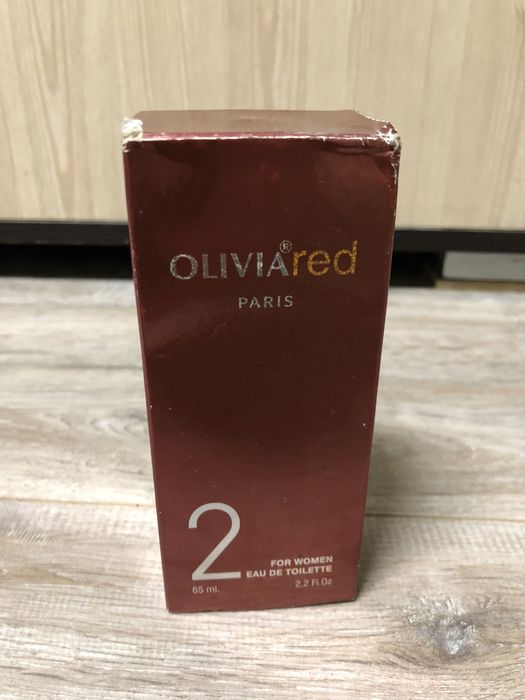 OLIVIA®red
PARIS
2
FOR WOMEN
EAU DE TOILETTE
65 ml. 2,2 Fl.Oz